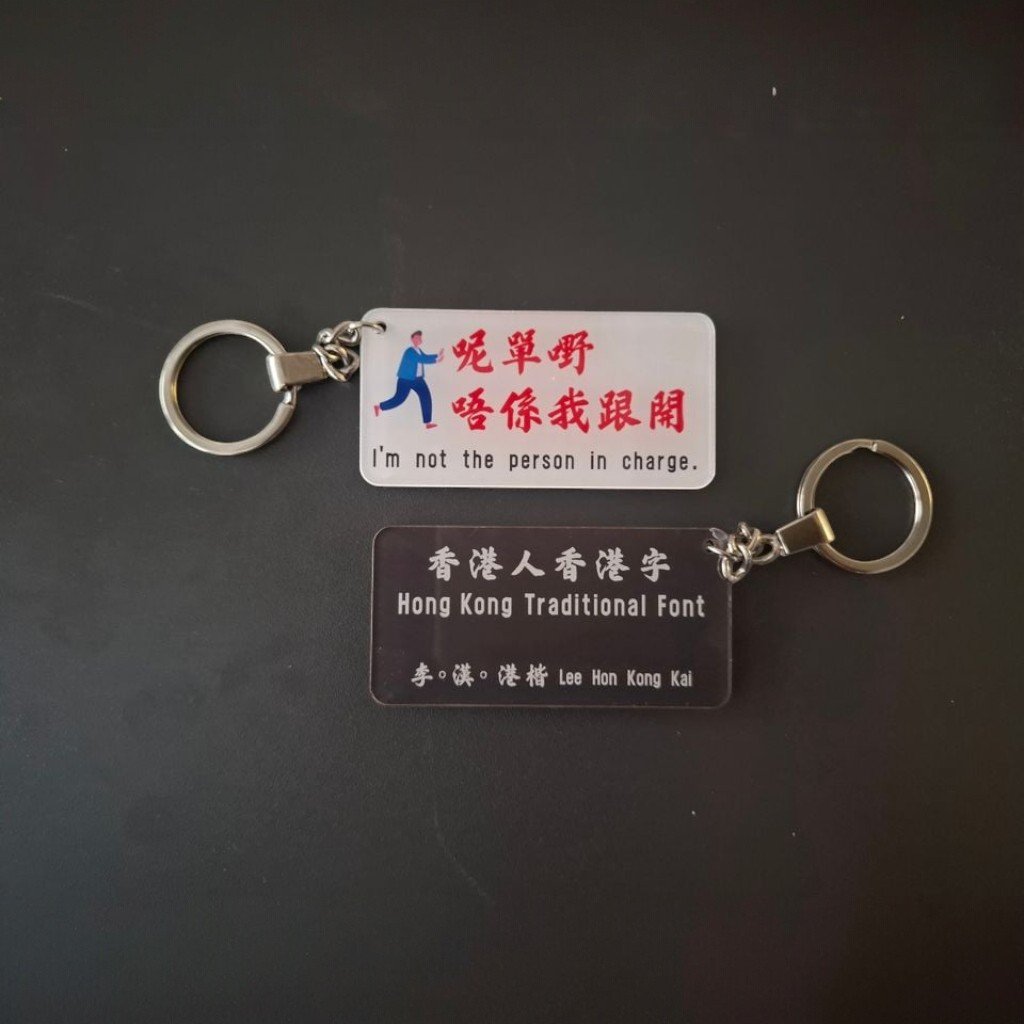 呢單嘢
唔係我跟開
I'm not the person in charge.
香港人香港字
Hong Kong Traditional Font
李。漢。港楷 Lee Hon Kong Kai